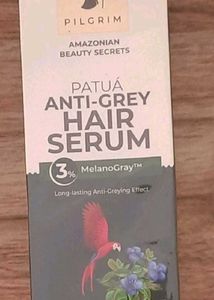 PILGRIM
AMAZONIAN
BEAUTY SECRETS
PATUÁ
ANTI-GREY
HAIR
SERUM
3% MelanoGray™
Long-lasting Anti-Greying Effect